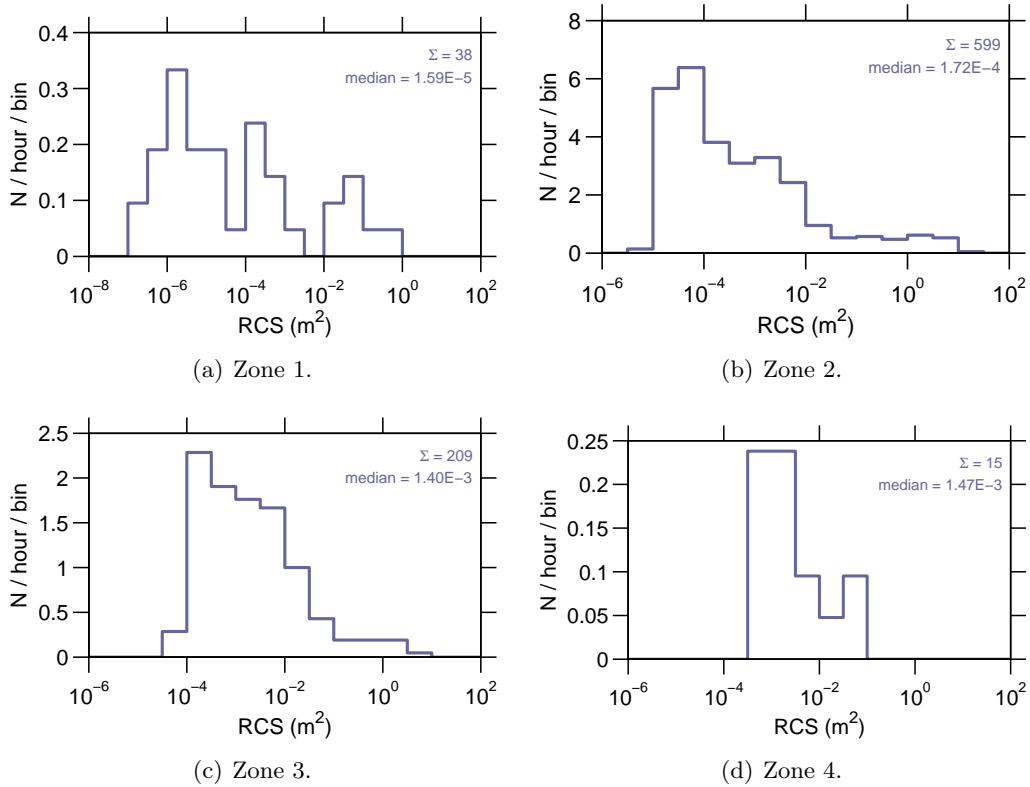 0.4
0.3
0.2
0.1
0
N / hour / bin
Σ = 38
median = 1.59E−5
10^−8 10^−6 10^−4 10^−2 10^0 10^2
RCS (m^2)
(a) Zone 1.
8
6
4
2
0
N / hour / bin
Σ = 599
median = 1.72E−4
10^−6 10^−4 10^−2 10^0 10^2
RCS (m^2)
(b) Zone 2.
2.5
2
1.5
1
0.5
0
N / hour / bin
Σ = 209
median = 1.40E−3
10^−6 10^−4 10^−2 10^0 10^2
RCS (m^2)
(c) Zone 3.
0.25
0.2
0.15
0.1
0.05
0
N / hour / bin
Σ = 15
median = 1.47E−3
10^−6 10^−4 10^−2 10^0 10^2
RCS (m^2)
(d) Zone 4.